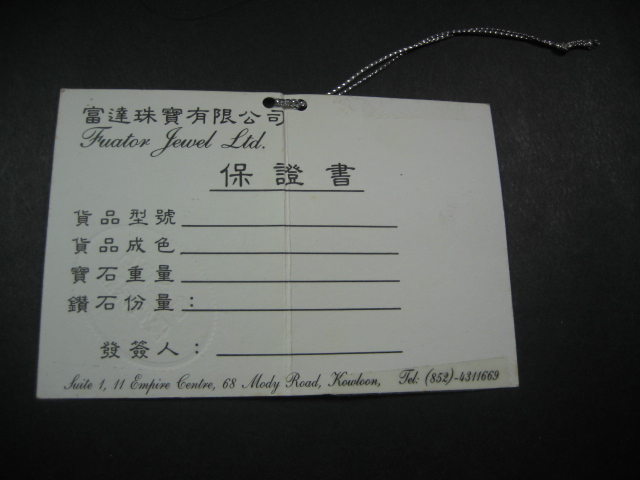 富達珠寶有限公司
Fuator Jewel Ltd.
保證書
貨品型號
貨品成色
寶石重量
鑽石份量：
發簽人：
Suite 1, 11 Empire Centre, 68 Mody Road, Kowloon, Tel: (852)-4311669